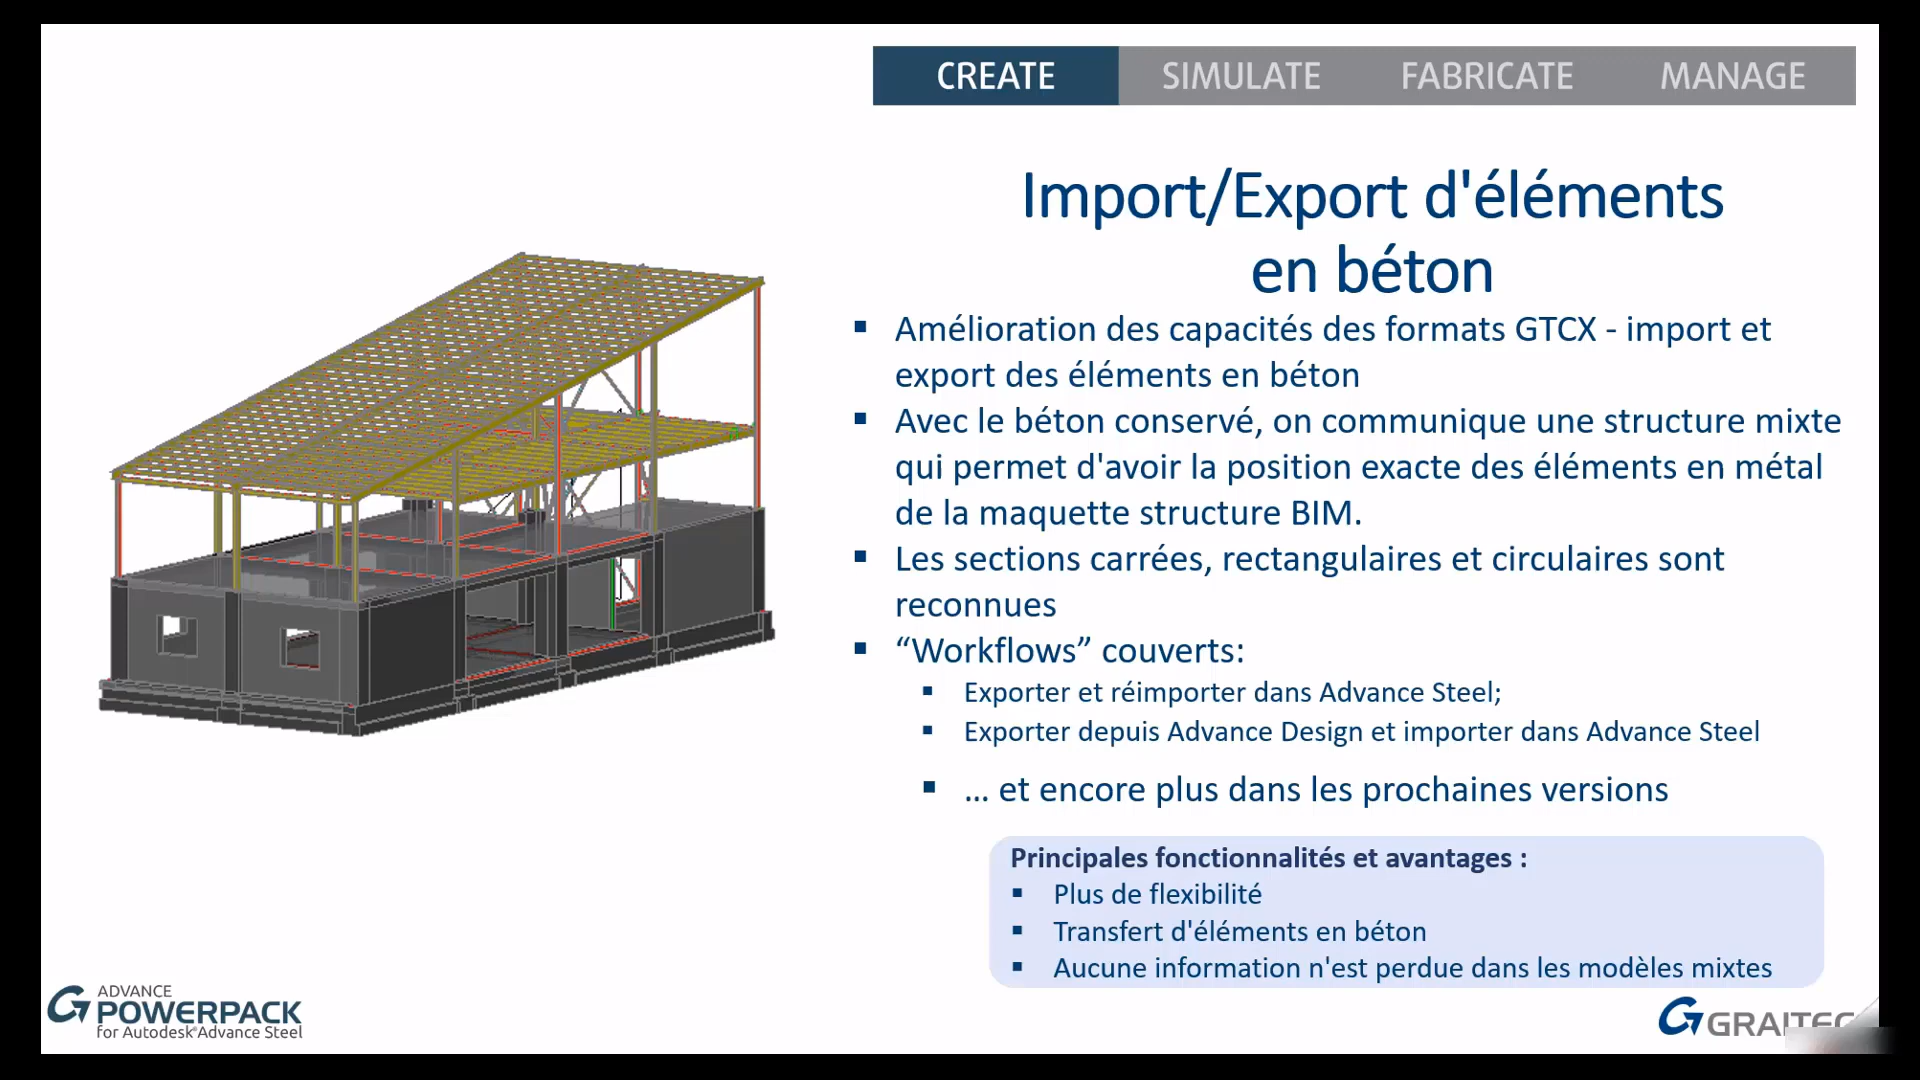 CREATE SIMULATE FABRICATE MANAGE
Import/Export d'éléments
en béton
▪ Amélioration des capacités des formats GTCX - import et
export des éléments en béton
▪ Avec le béton conservé, on communique une structure mixte
qui permet d'avoir la position exacte des éléments en métal
de la maquette structure BIM.
▪ Les sections carrées, rectangulaires et circulaires sont
reconnues
▪ “Workflows” couverts:
▪ Exporter et réimporter dans Advance Steel;
▪ Exporter depuis Advance Design et importer dans Advance Steel
▪ ... et encore plus dans les prochaines versions
Principales fonctionnalités et avantages :
▪ Plus de flexibilité
▪ Transfert d'éléments en béton
▪ Aucune information n'est perdue dans les modèles mixtes
ADVANCE
POWERPACK
for Autodesk® Advance Steel
GRAITEC